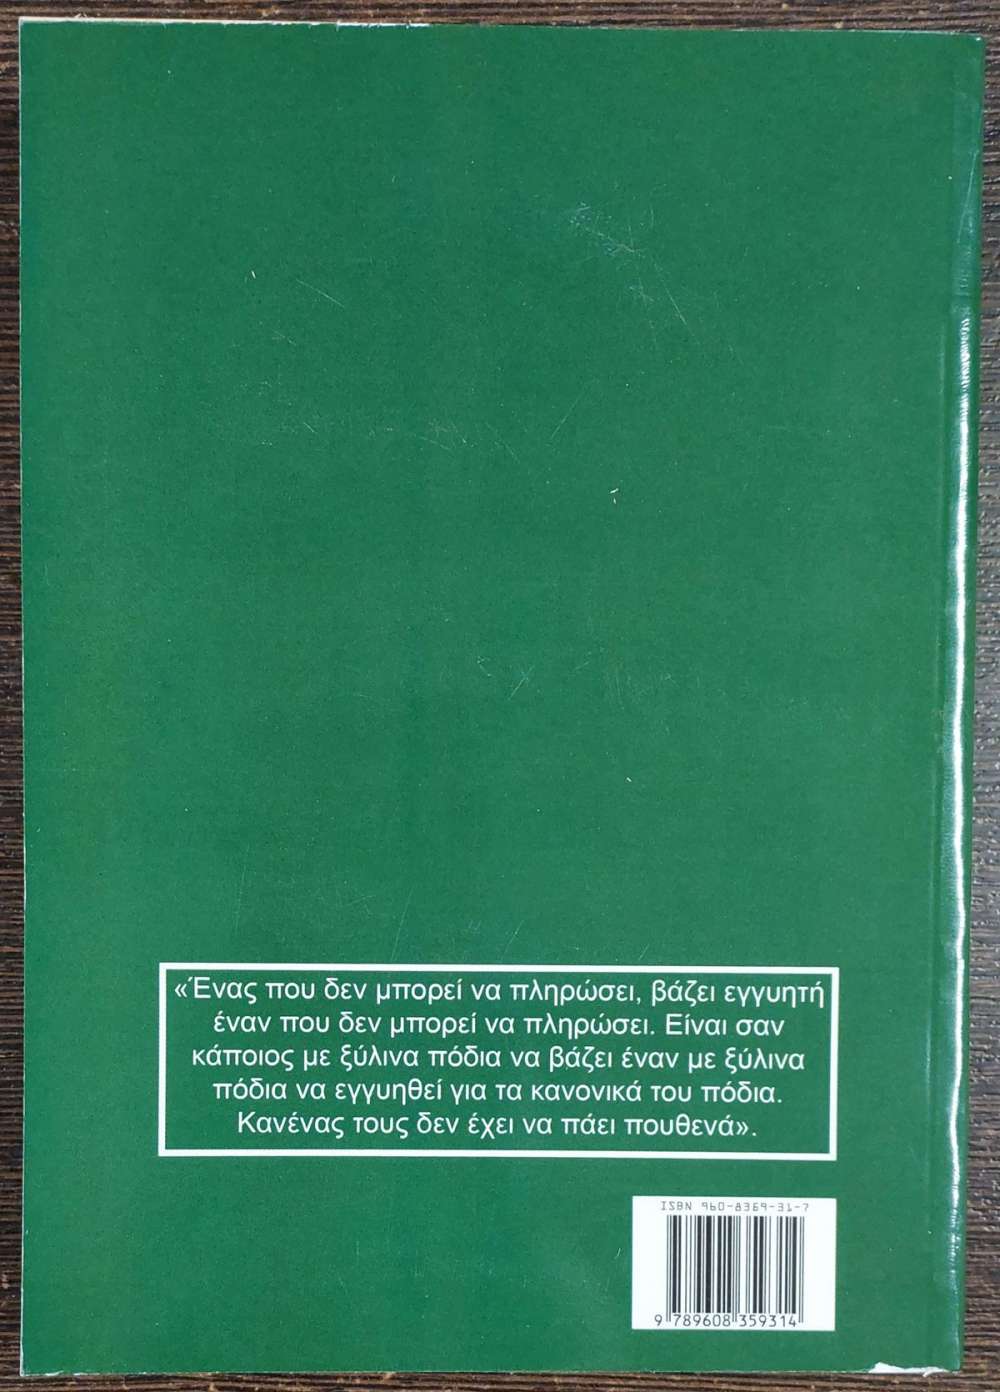 «Ένας που δεν μπορεί να πληρώσει, βάζει εγγυητή
έναν που δεν μπορεί να πληρώσει. Είναι σαν
κάποιος με ξύλινα πόδια να βάζει έναν με ξύλινα
πόδια να εγγυηθεί για τα κανονικά του πόδια.
Κανένας τους δεν έχει να πάει πουθενά».
ISBN 960-8369-31-7
9 789608 359314